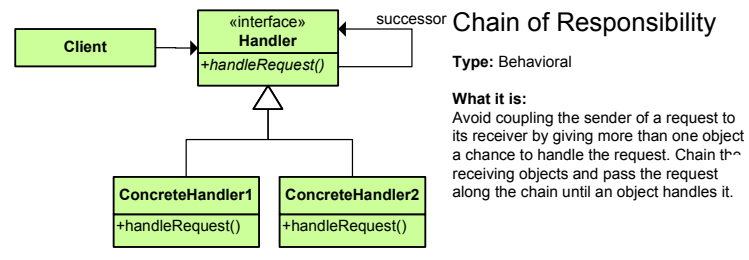 Client
«interface»
Handler
+handleRequest()
successor
ConcreteHandler1
+handleRequest()
ConcreteHandler2
+handleRequest()
Chain of Responsibility
Type: Behavioral
What it is:
Avoid coupling the sender of a request to
its receiver by giving more than one object
a chance to handle the request. Chain the
receiving objects and pass the request
along the chain until an object handles it.